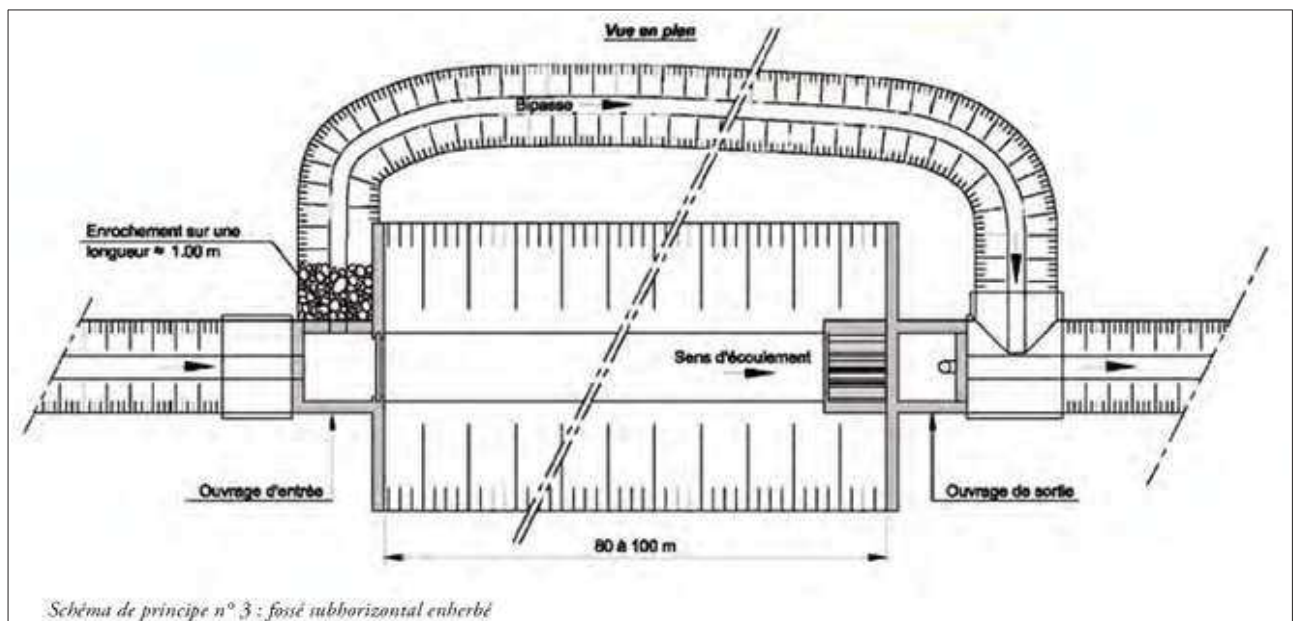 Vue en plan
Bipasse
Enrochement sur une
longueur ≈ 1.00 m
Sens d'écoulement
Ouvrage d'entrée
Ouvrage de sortie
80 à 100 m
Schéma de principe n° 3 : fossé subhorizontal enherbé